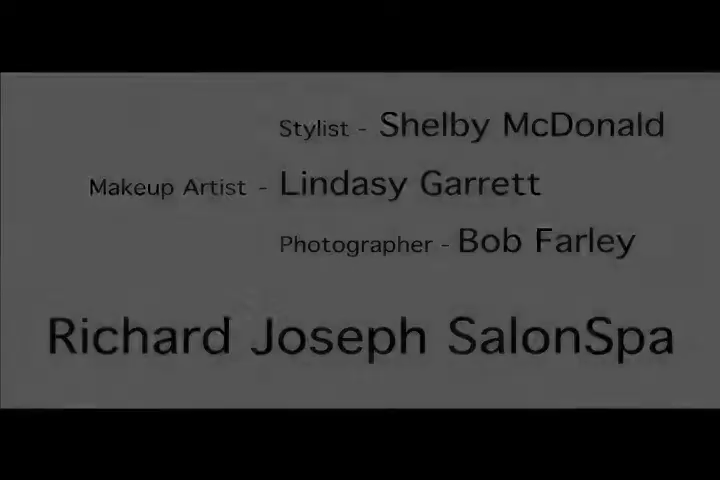 Stylist - Shelby McDonald
Makeup Artist - Lindasy Garrett
Photographer - Bob Farley
Richard Joseph SalonSpa